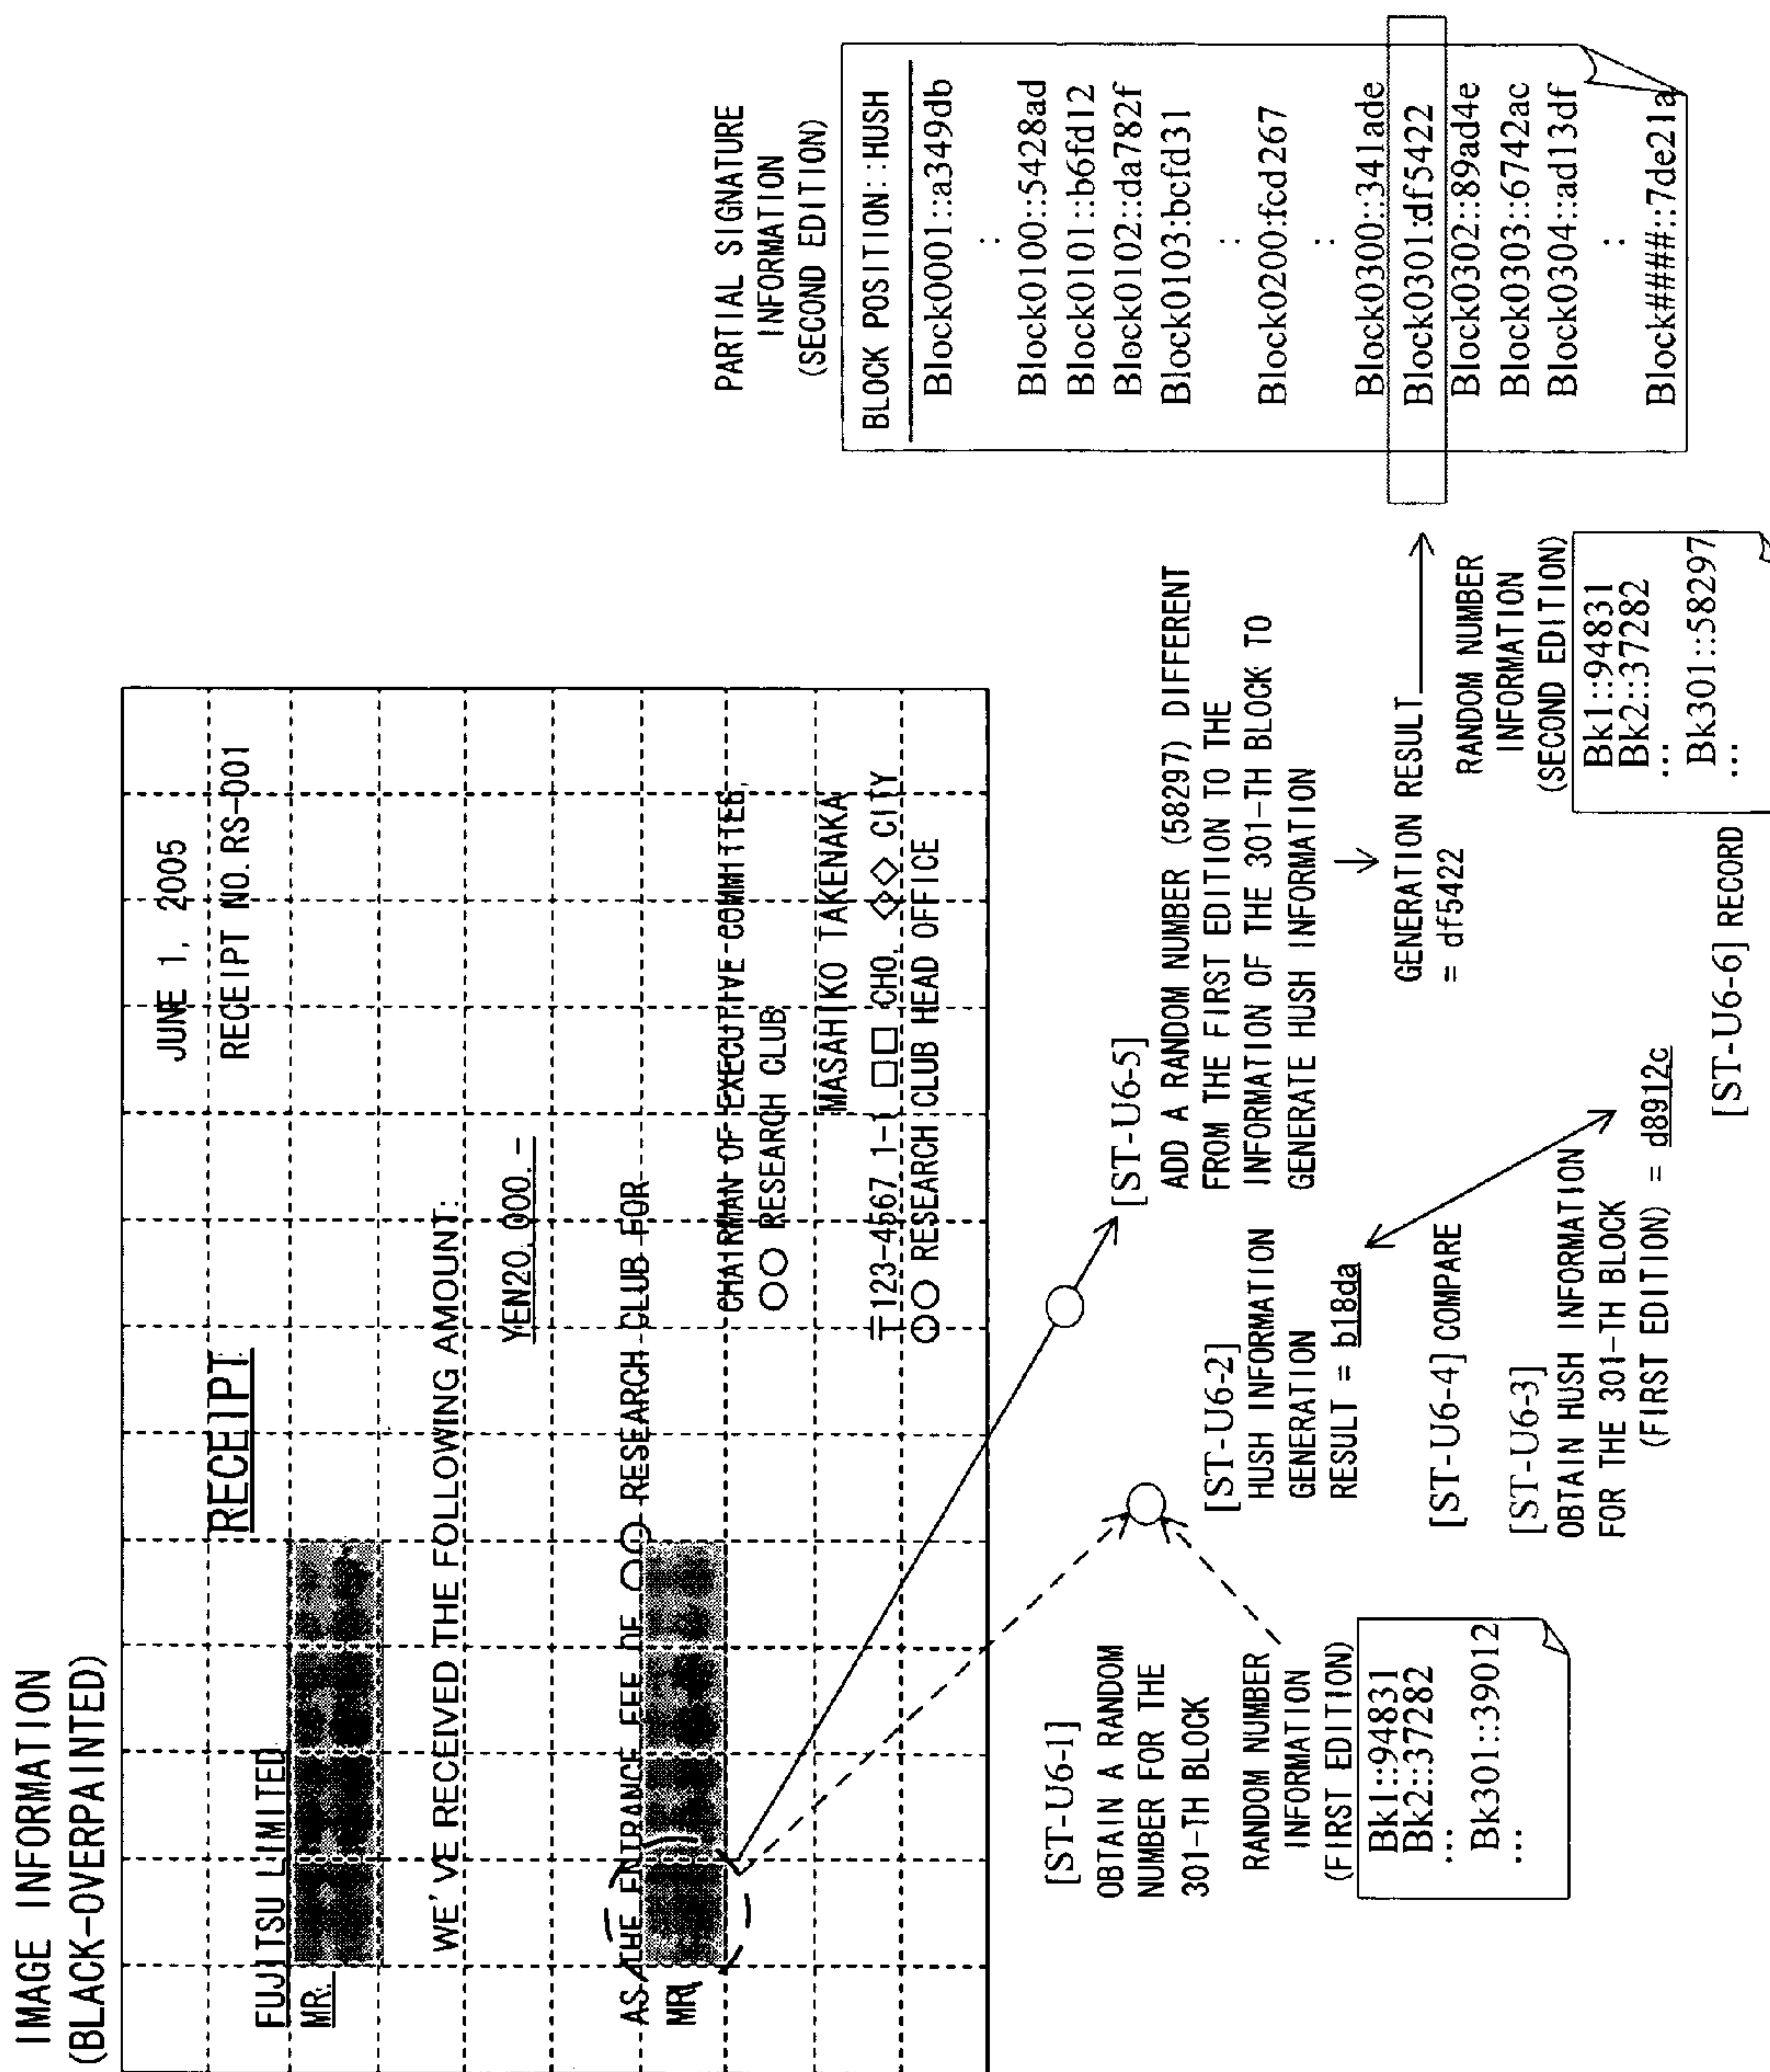 IMAGE INFORMATION
(BLACK-OVERPAINTED)
JUNE 1, 2005
RECEIPT NO. RS-001
RECEIPT
FUJITSU LIMITED
MR.
WE'VE RECEIVED THE FOLLOWING AMOUNT:
YEN20.000.-
AS THE ENTRANCE FEE OF ○○ RESEARCH CLUB FOR
MR.
CHAIRMAN OF EXECUTIVE COMMITTEE,
○○ RESEARCH CLUB
MASAHIKO TAKENAKA
〒123-4567 1-1 □□ CHO. ◇◇ CITY
○○ RESEARCH CLUB HEAD OFFICE
[ST-U6-1]
OBTAIN A RANDOM
NUMBER FOR THE
301-TH BLOCK
RANDOM NUMBER
INFORMATION
(FIRST EDITION)
Bk1::94831
Bk2::37282
...
Bk301::39012
...
[ST-U6-2]
HUSH INFORMATION
GENERATION
RESULT = b18da
[ST-U6-4] COMPARE
[ST-U6-3]
OBTAIN HUSH INFORMATION
FOR THE 301-TH BLOCK
(FIRST EDITION) = d8912c
[ST-U6-5]
ADD A RANDOM NUMBER (58297) DIFFERENT
FROM THE FIRST EDITION TO THE
INFORMATION OF THE 301-TH BLOCK TO
GENERATE HUSH INFORMATION
GENERATION RESULT
= df5422
[ST-U6-6] RECORD
RANDOM NUMBER
INFORMATION
(SECOND EDITION)
Bk1::94831
Bk2::37282
...
Bk301::58297
...
PARTIAL SIGNATURE
INFORMATION
(SECOND EDITION)
BLOCK POSITION::HUSH
Block0001::a349db
:
Block0100::5428ad
Block0101::b6fd12
Block0102::da782f
Block0103:bcfd31
:
Block0200:fcd267
:
Block0300::341ade
Block0301:df5422
Block0302::89ad4e
Block0303::6742ac
Block0304::ad13df
:
Block####::7de21a